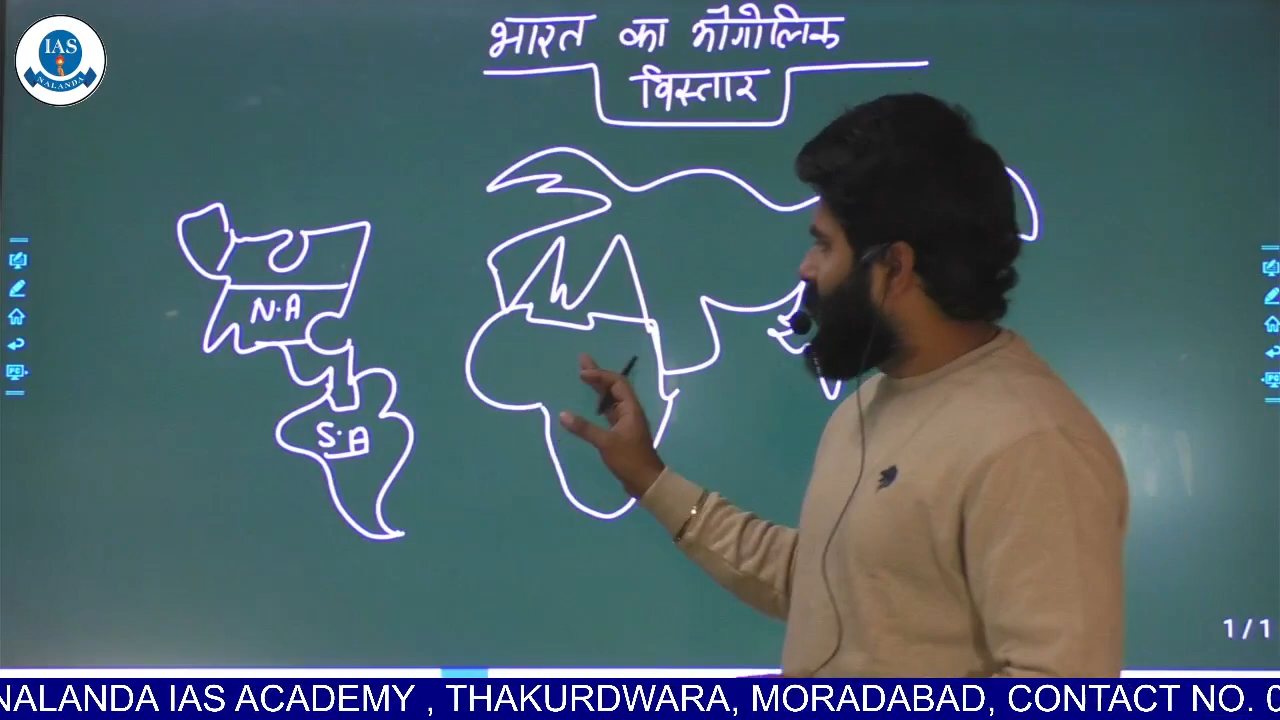 IAS
NALANDA
भारत का भोगौलिक
विस्तार
N.A
S.A
1/1
NALANDA IAS ACADEMY , THAKURDWARA, MORADABAD, CONTACT NO. 0